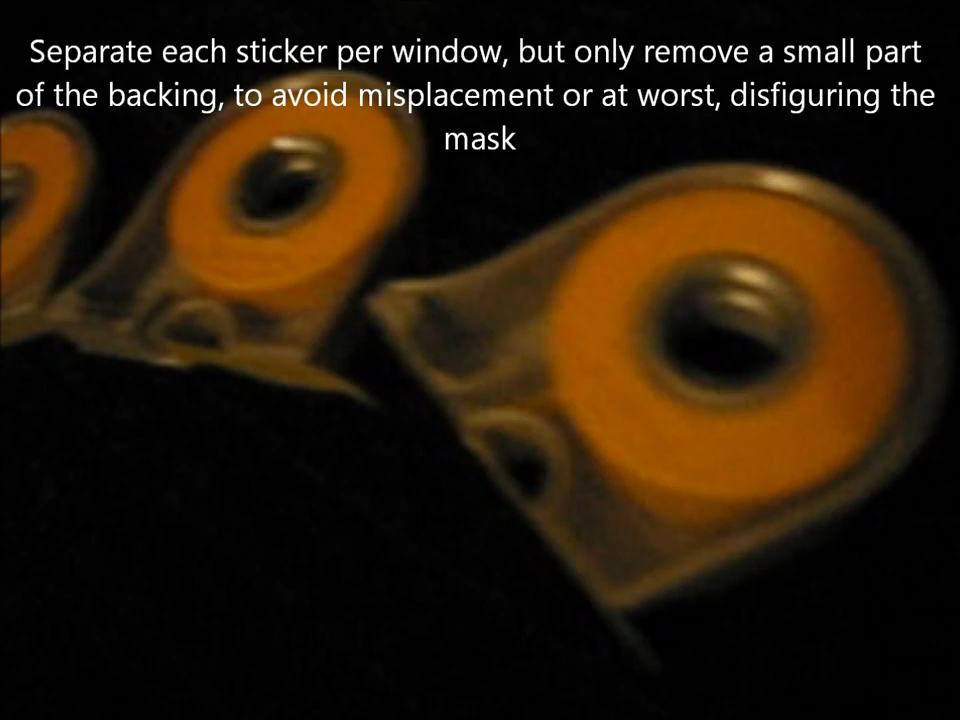 Separate each sticker per window, but only remove a small part
of the backing, to avoid misplacement or at worst, disfiguring the
mask